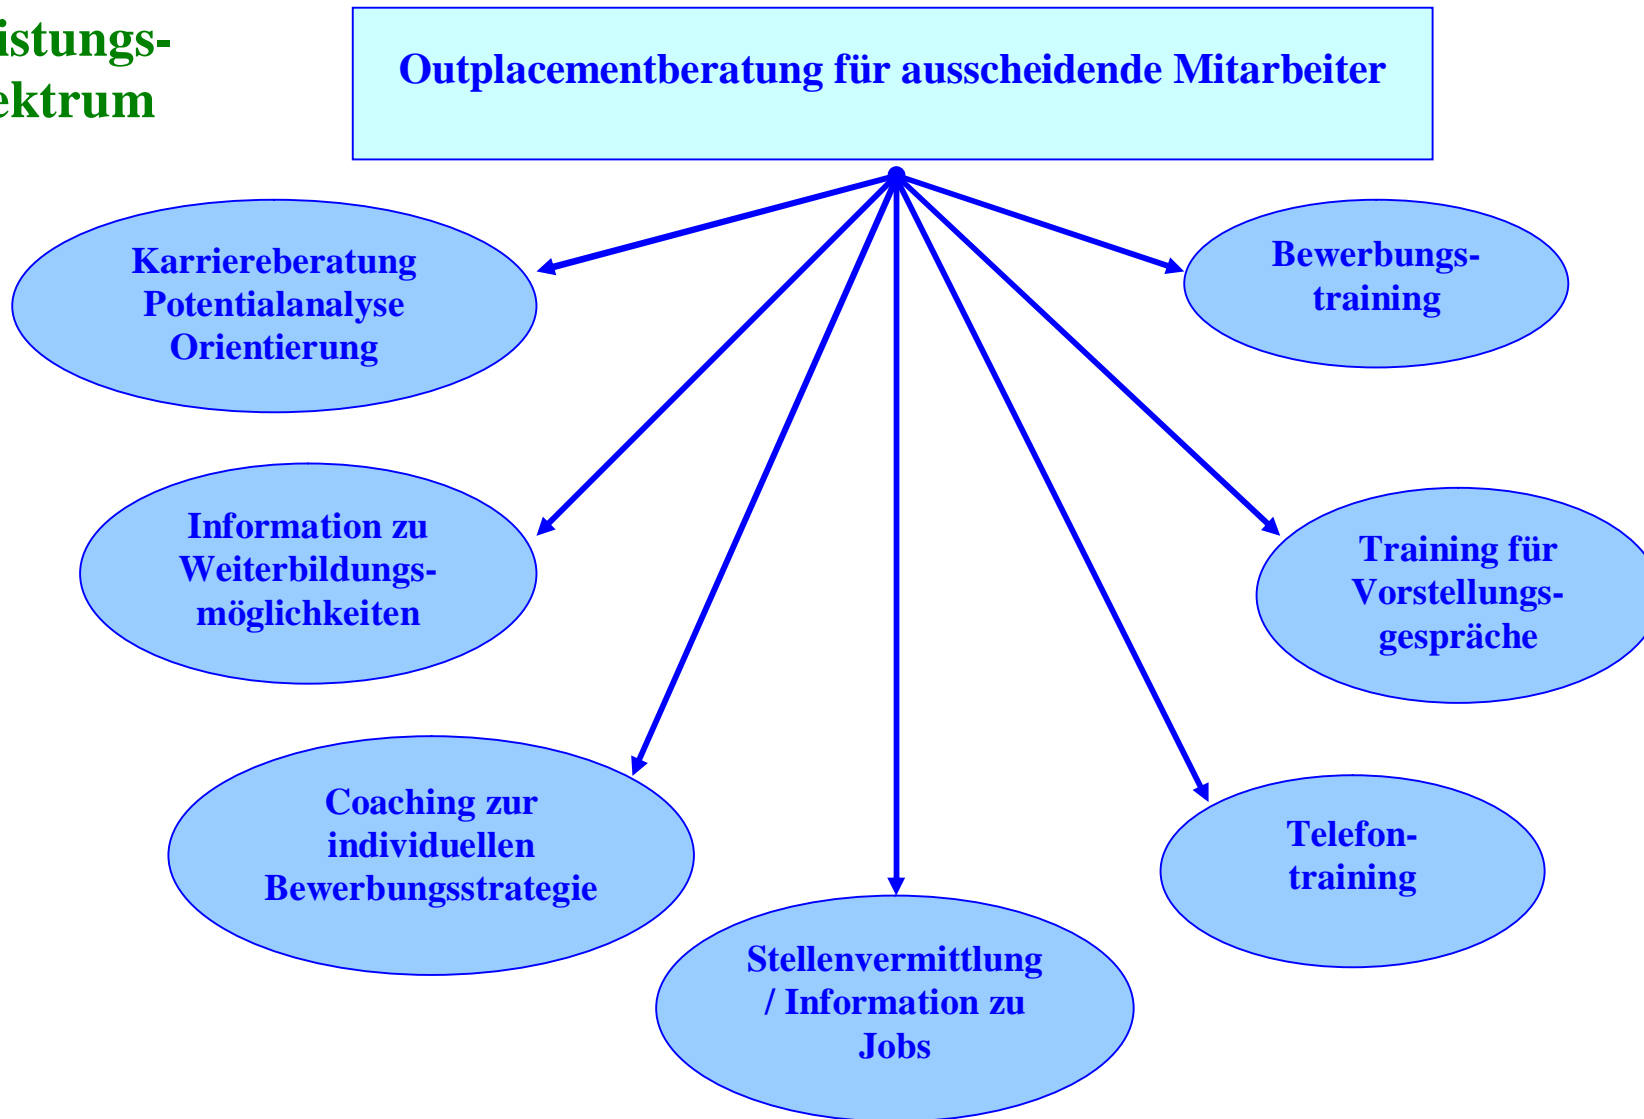 istungs-
ektrum
Outplacementberatung für ausscheidende Mitarbeiter
Karriereberatung
Potentialanalyse
Orientierung
Bewerbungs-
training
Information zu
Weiterbildungs-
möglichkeiten
Training für
Vorstellungs-
gespräche
Coaching zur
individuellen
Bewerbungsstrategie
Telefon-
training
Stellenvermittlung
/ Information zu
Jobs